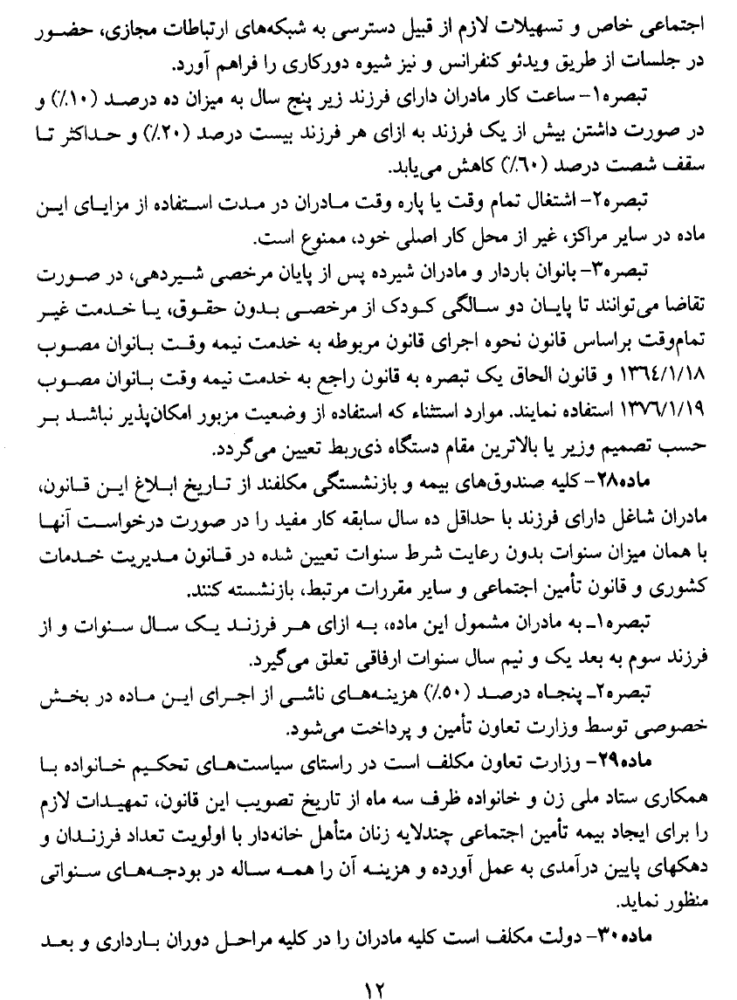 اجتماعی خاص و تسهیلات لازم از قبیل دسترسی به شبکه‌های ارتباطات مجازی، حضور
در جلسات از طریق ویدئو کنفرانس و نیز شیوه دورکاری را فراهم آورد.
تبصره۱- ساعت کار مادران دارای فرزند زیر پنج سال به میزان ده درصد (۱۰٪) و
در صورت داشتن بیش از یک فرزند به ازای هر فرزند بیست درصد (۲۰٪) و حداکثر تا
سقف شصت درصد (۶۰٪) کاهش می‌یابد.
تبصره۲- اشتغال تمام وقت یا پاره وقت مادران در مدت استفاده از مزایای این
ماده در سایر مراکز، غیر از محل کار اصلی خود، ممنوع است.
تبصره۳- بانوان باردار و مادران شیرده پس از پایان مرخصی شیردهی، در صورت
تقاضا می‌توانند تا پایان دو سالگی کودک از مرخصی بدون حقوق، یا خدمت غیر
تمام‌وقت براساس قانون نحوه اجرای قانون مربوطه به خدمت نیمه وقت بانوان مصوب
۱۳۶۴/۱/۱۸ و قانون الحاق یک تبصره به قانون راجع به خدمت نیمه وقت بانوان مصوب
۱۳۷۶/۱/۱۹ استفاده نمایند. موارد استثناء که استفاده از وضعیت مزبور امکان‌پذیر نباشد بر
حسب تصمیم وزیر یا بالاترین مقام دستگاه ذی‌ربط تعیین می‌گردد.
ماده۲۸- کلیه صندوق‌های بیمه و بازنشستگی مکلفند از تاریخ ابلاغ این قانون،
مادران شاغل دارای فرزند با حداقل ده سال سابقه کار مفید را در صورت درخواست آنها
با همان میزان سنوات بدون رعایت شرط سنوات تعیین شده در قانون مدیریت خدمات
کشوری و قانون تأمین اجتماعی و سایر مقررات مرتبط، بازنشسته کنند.
تبصره۱ـ به مادران مشمول این ماده، به ازای هر فرزند یک سال سنوات و از
فرزند سوم به بعد یک و نیم سال سنوات ارفاقی تعلق می‌گیرد.
تبصره۲ـ پنجاه درصد (۵۰٪) هزینه‌های ناشی از اجرای این ماده در بخش
خصوصی توسط وزارت تعاون تأمین و پرداخت می‌شود.
ماده۲۹- وزارت تعاون مکلف است در راستای سیاست‌های تحکیم خانواده با
همکاری ستاد ملی زن و خانواده ظرف سه ماه از تاریخ تصویب این قانون، تمهیدات لازم
را برای ایجاد بیمه تأمین اجتماعی چندلایه زنان متأهل خانه‌دار با اولویت تعداد فرزندان و
دهکهای پایین درآمدی به عمل آورده و هزینه آن را همه ساله در بودجه‌های سنواتی
منظور نماید.
ماده۳۰- دولت مکلف است کلیه مادران را در کلیه مراحل دوران بارداری و بعد
۱۲